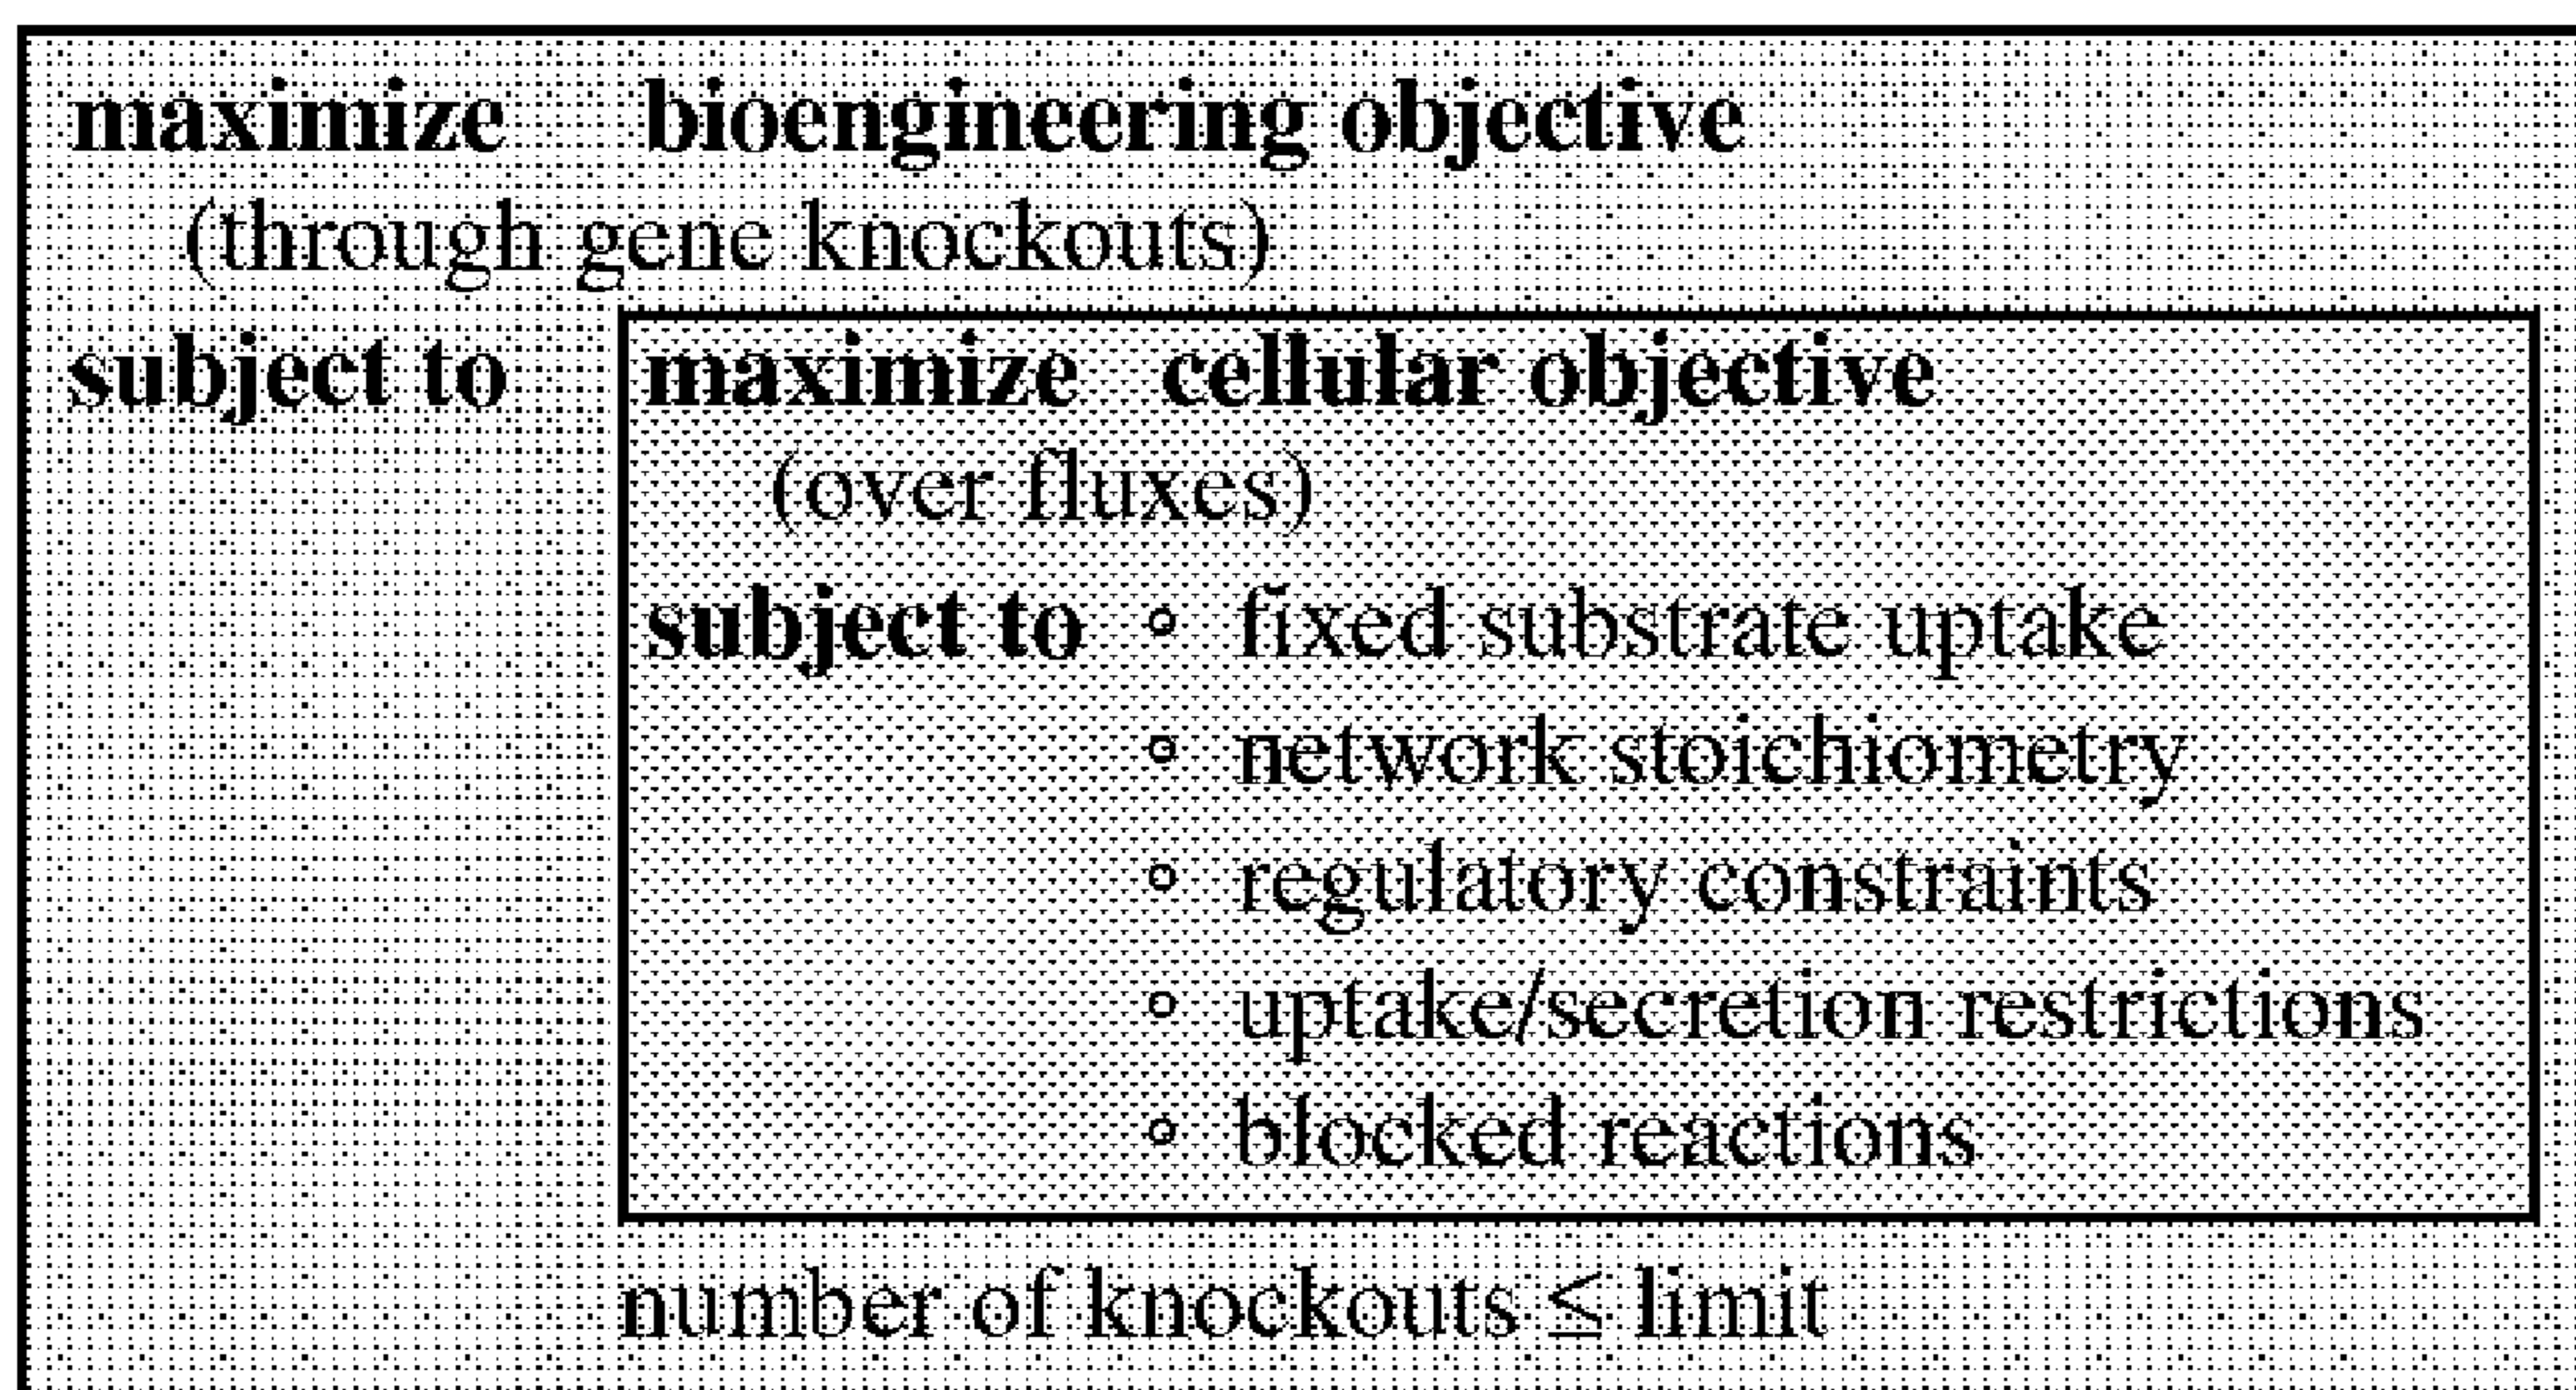 maximize bioengineering objective
(through gene knockouts)
subject to maximize cellular objective
(over fluxes)
subject to ∘ fixed substrate uptake
∘ network stoichiometry
∘ regulatory constraints
∘ uptake/secretion restrictions
∘ blocked reactions
number of knockouts ≤ limit